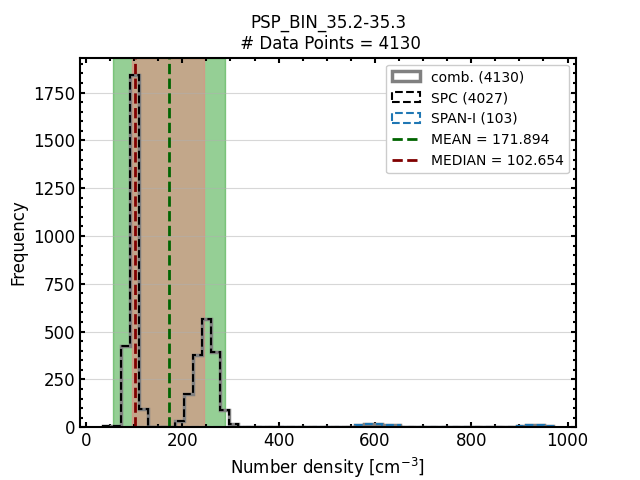 PSP_BIN_35.2-35.3
# Data Points = 4130
comb. (4130)
SPC (4027)
SPAN-I (103)
MEAN = 171.894
MEDIAN = 102.654
Frequency
1750
1500
1250
1000
750
500
250
0
0 200 400 600 800 1000
Number density [cm⁻³]